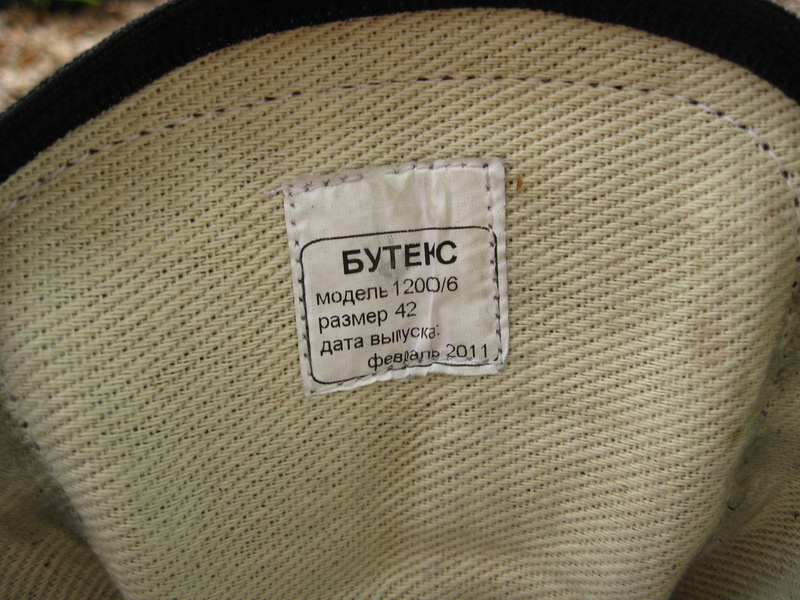 БУТЕКС
модель 1200/6
размер 42
дата выпуска:
февраль 2011